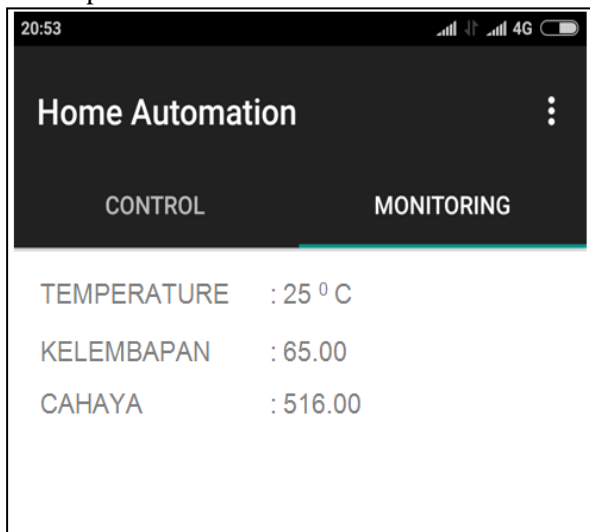 20:53 4G
Home Automation
CONTROL MONITORING
TEMPERATURE : 25 ⁰ C
KELEMBAPAN : 65.00
CAHAYA : 516.00